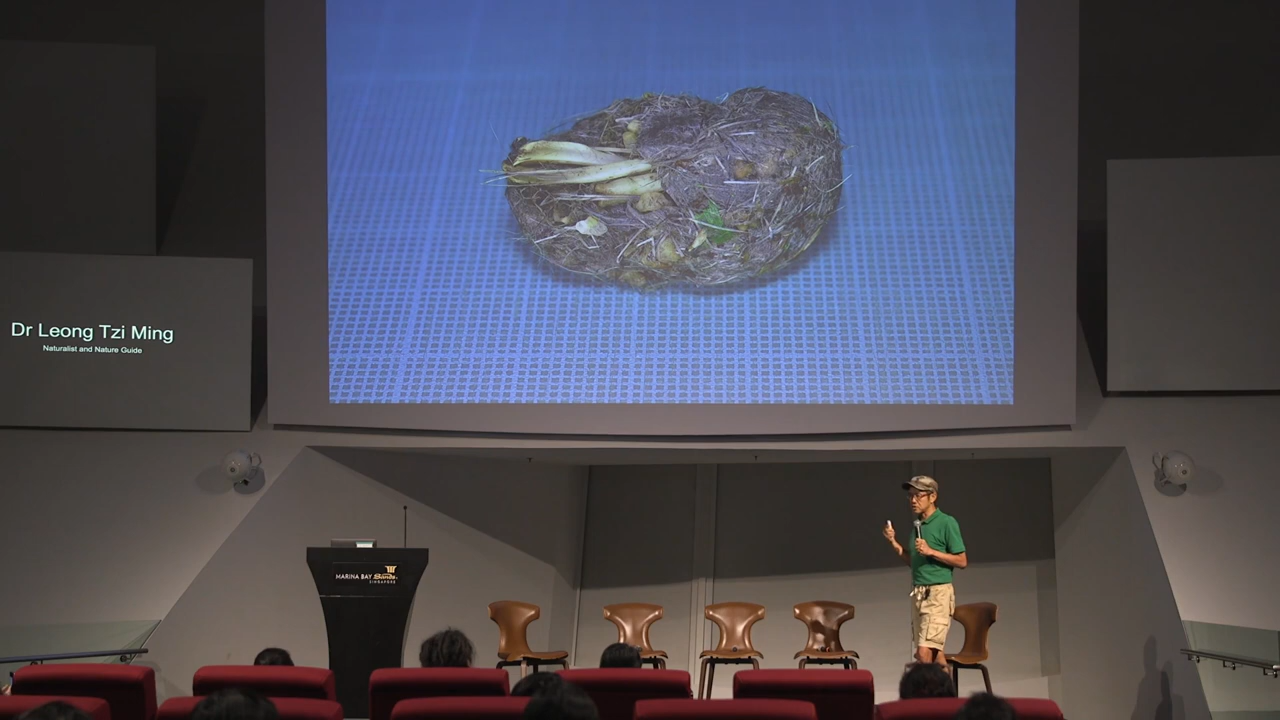 Dr Leong Tzi Ming
Naturalist and Nature Guide
MARINA BAY Sands
SINGAPORE